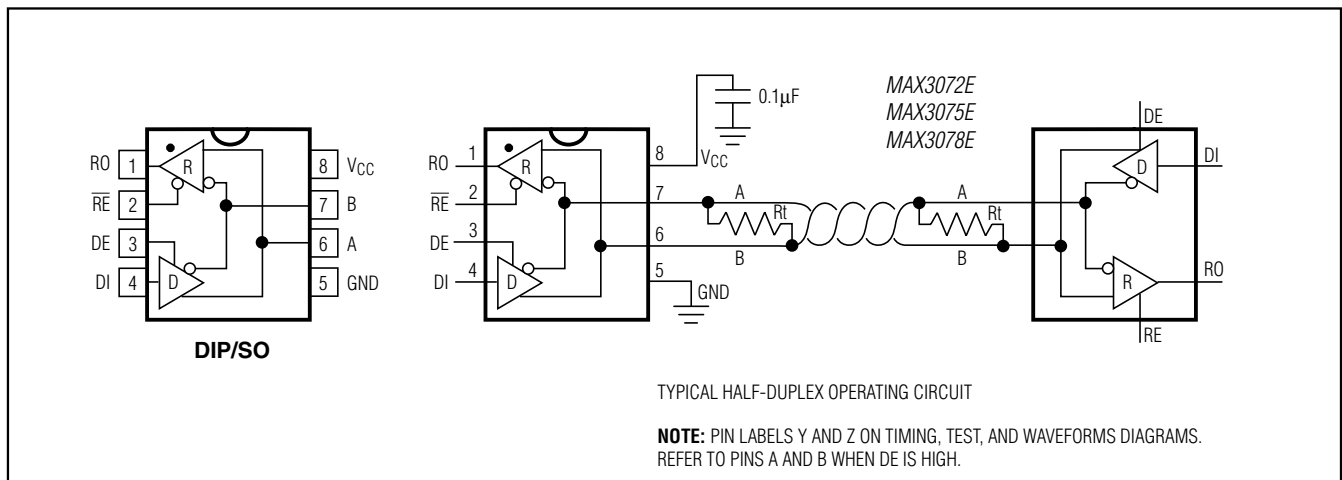 RO 1
R
8 VCC
R̅E̅ 2
7 B
DE 3
6 A
DI 4
D
5 GND
DIP/SO
0.1µF
MAX3072E
MAX3075E
MAX3078E
RO 1
R
8 VCC
R̅E̅ 2
7 A
Rt
DE 3
6 B
DI 4
D
5 GND
A
Rt
B
DE
D
DI
R
RO
RE
TYPICAL HALF-DUPLEX OPERATING CIRCUIT
NOTE: PIN LABELS Y AND Z ON TIMING, TEST, AND WAVEFORMS DIAGRAMS.
REFER TO PINS A AND B WHEN DE IS HIGH.